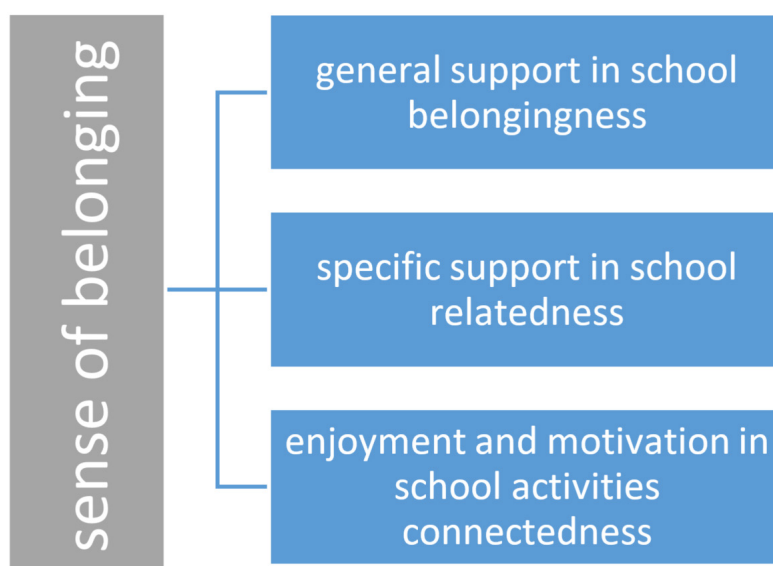 sense of belonging
general support in school
belongingness
specific support in school
relatedness
enjoyment and motivation in
school activities
connectedness